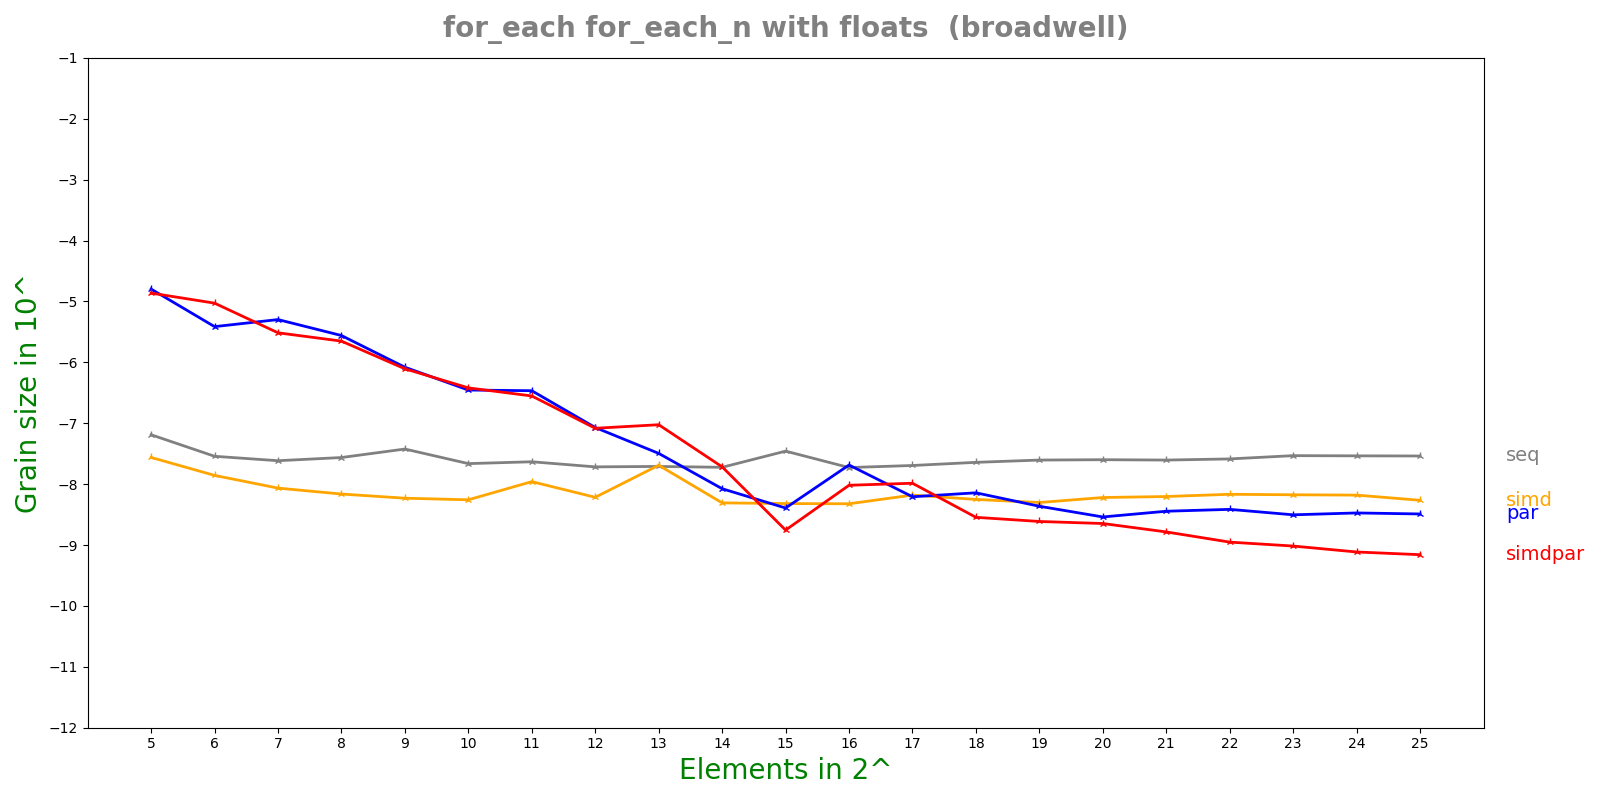 for_each for_each_n with floats (broadwell)
−1
−2
−3
−4
−5
−6
−7
−8
−9
−10
−11
−12
Grain size in 10^
seq
simd
par
simdpar
5 6 7 8 9 10 11 12 13 14 15 16 17 18 19 20 21 22 23 24 25
Elements in 2^